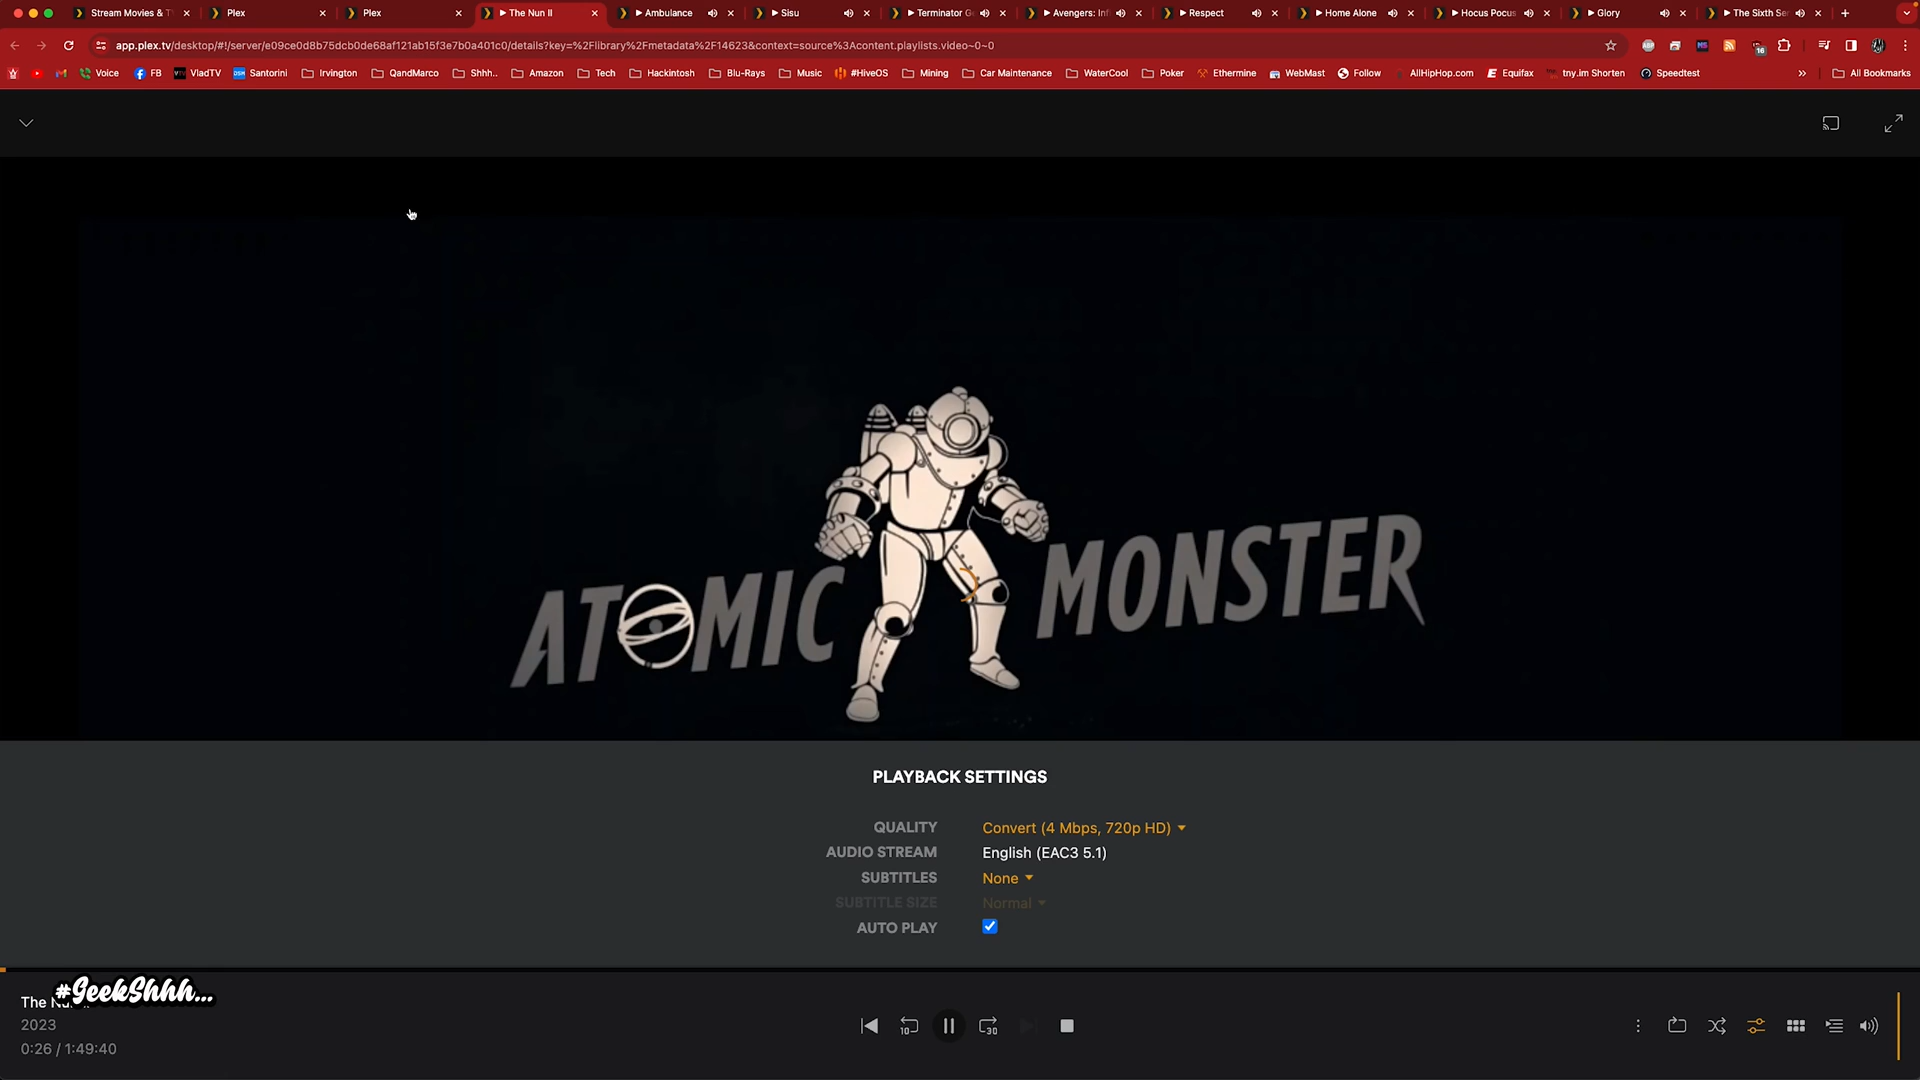 Stream Movies & T
Plex
Plex
The Nun II
Ambulance
Sisu
Terminator G
Avengers: Inf
Respect
Home Alone
Hocus Pocus
Glory
The Sixth Se
app.plex.tv/desktop/#!/server/e09ce0d8b75dcb0de68af121ab15f3e7b0a401c0/details?key=%2Flibrary%2Fmetadata%2F14623&context=source%3Acontent.playlists.video~0~0
16
Voice FB VladTV Santorini Irvington QandMarco Shhh.. Amazon Tech Hackintosh Blu-Rays Music #HiveOS Mining Car Maintenance WaterCool Poker Ethermine WebMast Follow AllHipHop.com Equifax tny.im Shorten Speedtest » All Bookmarks
ATOMIC MONSTER
PLAYBACK SETTINGS
QUALITY Convert (4 Mbps, 720p HD)
AUDIO STREAM English (EAC3 5.1)
SUBTITLES None
SUBTITLE SIZE Normal
AUTO PLAY
#GeekShhh...
The
2023
0:26 / 1:49:40
10
30